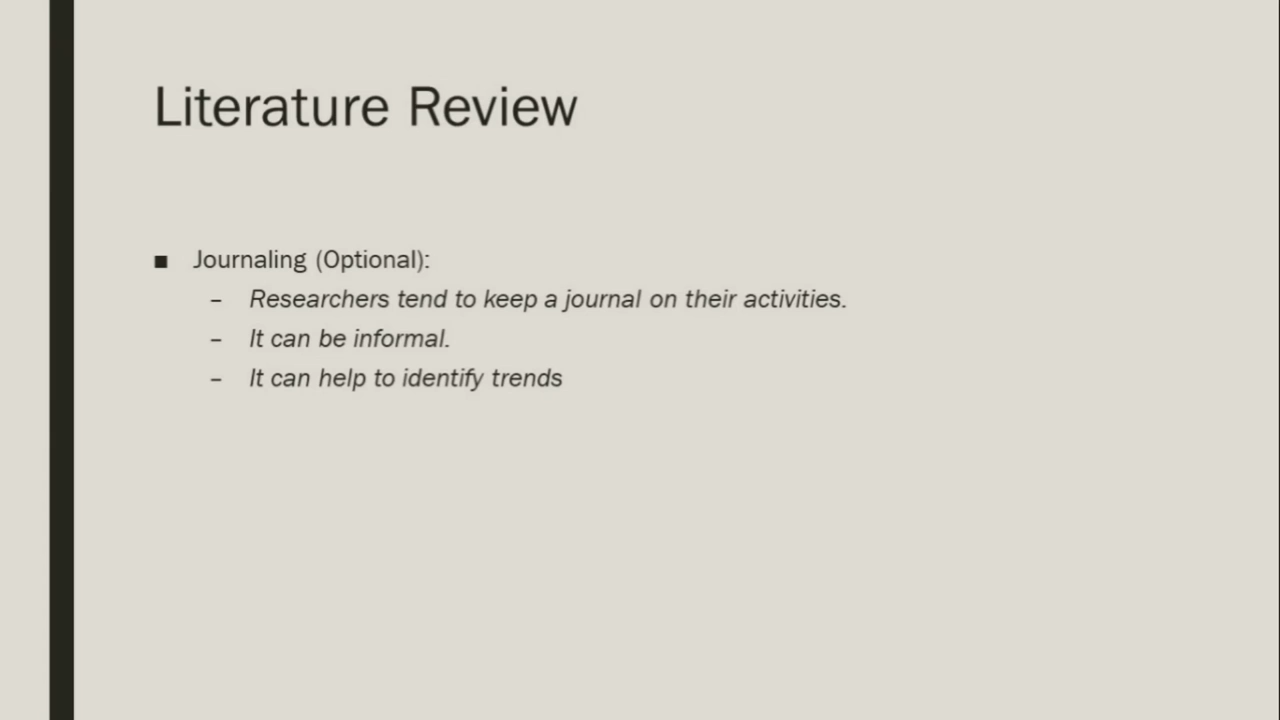 Literature Review
■ Journaling (Optional):
– Researchers tend to keep a journal on their activities.
– It can be informal.
– It can help to identify trends